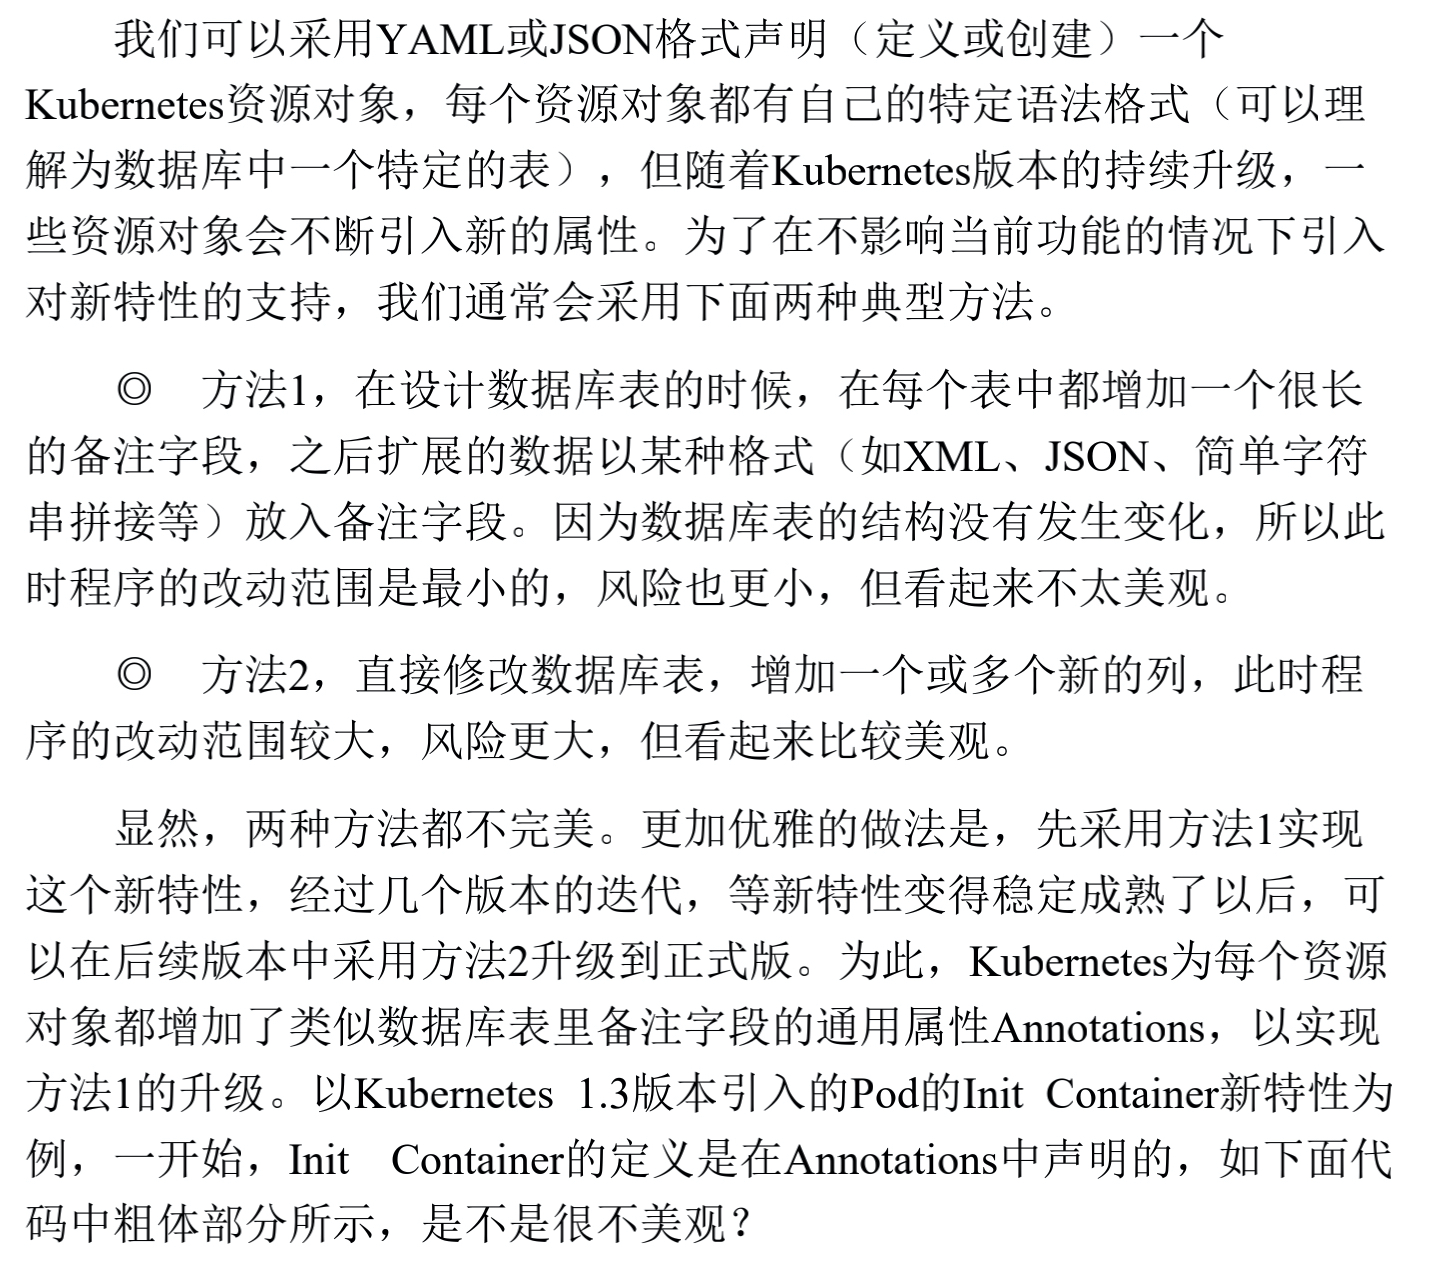 我们可以采用YAML或JSON格式声明（定义或创建）一个
Kubernetes资源对象，每个资源对象都有自己的特定语法格式（可以理
解为数据库中一个特定的表），但随着Kubernetes版本的持续升级，一
些资源对象会不断引入新的属性。为了在不影响当前功能的情况下引入
对新特性的支持，我们通常会采用下面两种典型方法。
◎ 方法1，在设计数据库表的时候，在每个表中都增加一个很长
的备注字段，之后扩展的数据以某种格式（如XML、JSON、简单字符
串拼接等）放入备注字段。因为数据库表的结构没有发生变化，所以此
时程序的改动范围是最小的，风险也更小，但看起来不太美观。
◎ 方法2，直接修改数据库表，增加一个或多个新的列，此时程
序的改动范围较大，风险更大，但看起来比较美观。
显然，两种方法都不完美。更加优雅的做法是，先采用方法1实现
这个新特性，经过几个版本的迭代，等新特性变得稳定成熟了以后，可
以在后续版本中采用方法2升级到正式版。为此，Kubernetes为每个资源
对象都增加了类似数据库表里备注字段的通用属性Annotations，以实现
方法1的升级。以Kubernetes 1.3版本引入的Pod的Init Container新特性为
例，一开始，Init Container的定义是在Annotations中声明的，如下面代
码中粗体部分所示，是不是很不美观？